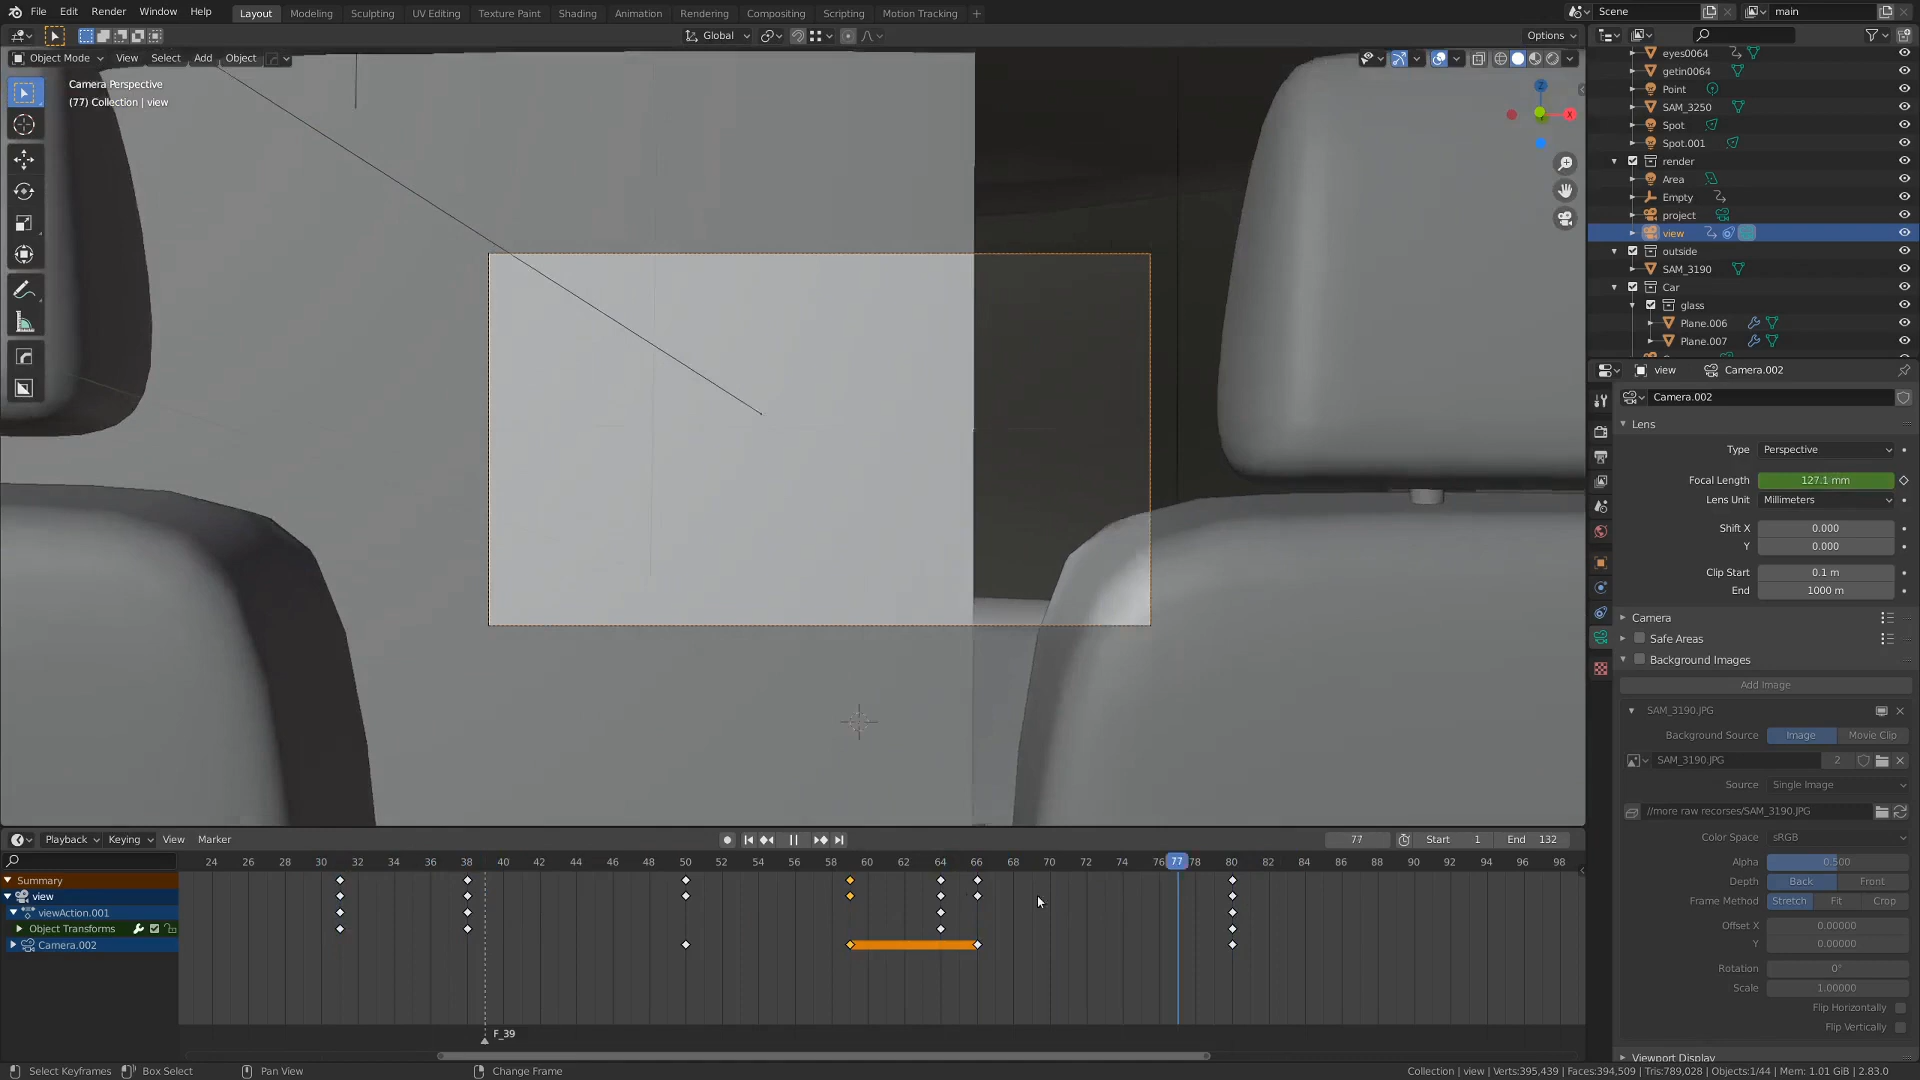 File Edit Render Window Help
Layout Modeling Sculpting UV Editing Texture Paint Shading Animation Rendering Compositing Scripting Motion Tracking +
Scene
main
Global
Options
Object Mode View Select Add Object
Camera Perspective
(77) Collection | view
Z
X
eyes0064
getin0064
Point
SAM_3250
Spot
Spot.001
render
Area
Empty
project
view
outside
SAM_3190
Car
glass
Plane.006
Plane.007
view Camera.002
Camera.002
Lens
Type Perspective
Focal Length 127.1 mm
Lens Unit Millimeters
Shift X 0.000
Y 0.000
Clip Start 0.1 m
End 1000 m
Camera
Safe Areas
Background Images
Add Image
SAM_3190.JPG
Background Source Image Movie Clip
SAM_3190.JPG 2
Source Single Image
//more raw recorses/SAM_3190.JPG
Color Space sRGB
Alpha 0.500
Depth Back Front
Frame Method Stretch Fit Crop
Offset X 0.00000
Y 0.00000
Rotation 0°
Scale 1.00000
Flip Horizontally
Flip Vertically
Viewport Display
Playback Keying View Marker
77 Start 1 End 132
24 26 28 30 32 34 36 38 40 42 44 46 48 50 52 54 56 58 60 62 64 66 68 70 72 74 76 77 78 80 82 84 86 88 90 92 94 96 98
Summary
view
viewAction.001
Object Transforms
Camera.002
F_39
Select Keyframes Box Select Pan View Change Frame
Collection | view | Verts:395,439 | Faces:394,509 | Tris:789,028 | Objects:1/44 | Mem: 1.01 GiB | 2.83.0